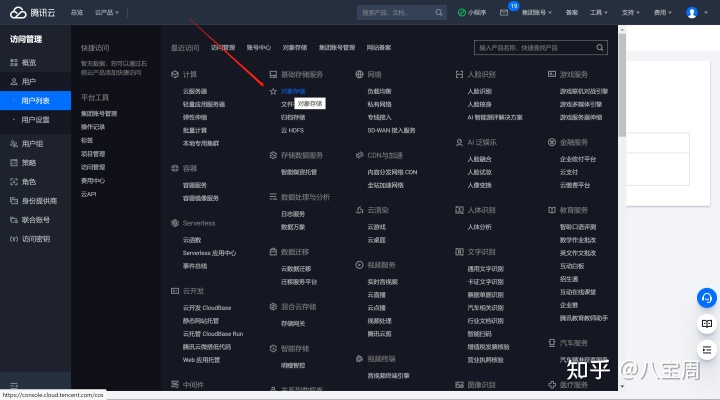 腾讯云 总览 云产品 搜索产品、文档... 小程序 19 集团账号 备案 工具 支持 费用
访问管理
概览
用户
用户列表
用户设置
用户组
策略
角色
身份提供商
联合账号
访问密钥
快捷访问
暂无数据，您可以通过右
侧云产品添加快捷访问
平台工具
集团账号管理
操作记录
标签
项目管理
访问管理
费用中心
云API
最近访问 访问管理 账号中心 对象存储 集团账号管理 网站备案
输入产品名称，快速查找产品
计算
云服务器
轻量应用服务器
弹性伸缩
批量计算
本地专用集群
容器
容器服务
容器镜像服务
Serverless
云函数
Serverless 应用中心
事件总线
云开发
云开发 CloudBase
静态网站托管
云托管 CloudBase Run
腾讯云微搭低代码
Web 应用托管
中间件
基础存储服务
对象存储
文件
对象存储
归档存储
云 HDFS
存储数据服务
智能媒资托管
数据处理与分析
日志服务
数据万象
数据迁移
云数据迁移
迁移服务平台
混合云存储
存储网关
智能存储
明眸智控
关系型数据库
网络
负载均衡
私有网络
专线接入
SD-WAN 接入服务
CDN与加速
内容分发网络 CDN
全站加速网络
云渲染
云游戏
云桌面
视频服务
实时音视频
云直播
云点播
视频处理
腾讯云剪
视频终端
音视频终端引擎
人脸识别
人脸识别
人脸核身
AI 智能测评解决方案
AI 泛娱乐
人脸融合
人脸试妆
人像变换
人体识别
人体分析
文字识别
通用文字识别
卡证文字识别
票据单据识别
汽车相关识别
行业文档识别
智能扫码
增值税发票核验
营业执照核验
图像识别
游戏服务
游戏联机对战引擎
游戏多媒体引擎
游戏服务器伸缩
金融服务
企业收付平台
云支付
云缴费平台
教育服务
智聆口语评测
数学作业批改
英文作文批改
互动白板
招生通
互动在线课堂
企业推
腾讯教育教师助手
汽车服务
医疗服务
知乎 @八宝周
https://console.cloud.tencent.com/cos